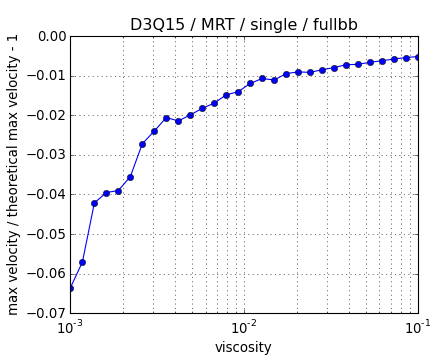 D3Q15 / MRT / single / fullbb
max velocity / theoretical max velocity - 1
0.00
−0.01
−0.02
−0.03
−0.04
−0.05
−0.06
−0.07
10⁻³ 10⁻² 10⁻¹
viscosity